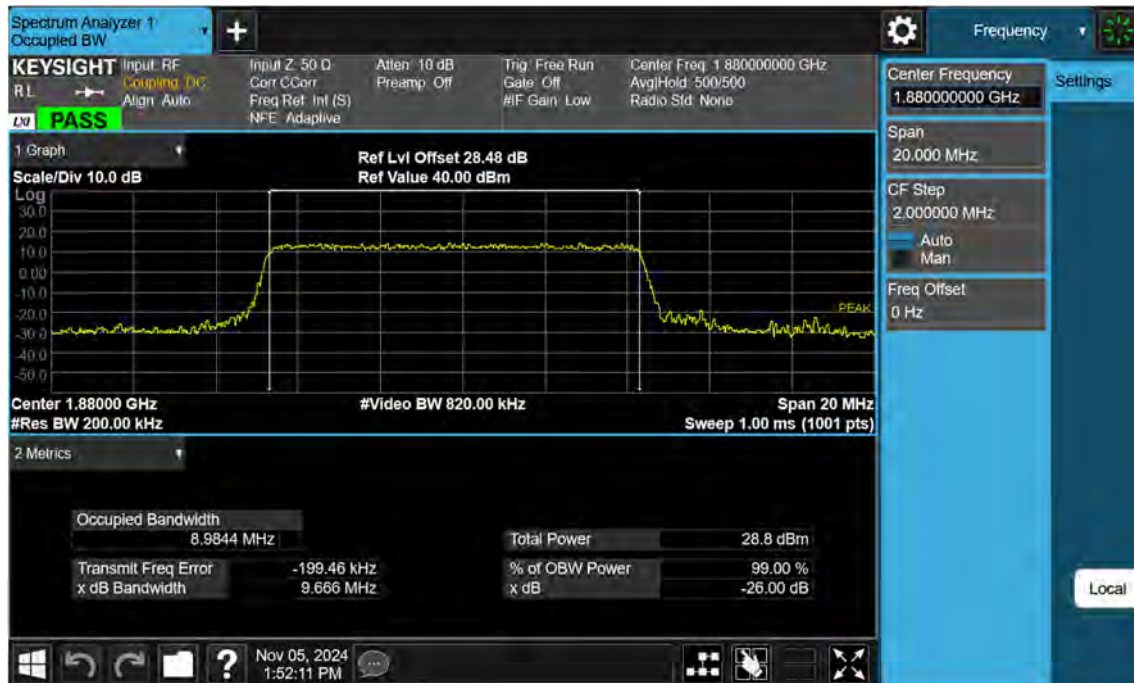 Spectrum Analyzer 1
Occupied BW
Frequency
KEYSIGHT
RL
LXI
PASS
Input: RF
Coupling: DC
Align: Auto
Input Z: 50 Ω
Corr CCorr
Freq Ref: Int (S)
NFE: Adaptive
Atten: 10 dB
Preamp: Off
Trig: Free Run
Gate: Off
#IF Gain: Low
Center Freq: 1.880000000 GHz
Avg|Hold: 500/500
Radio Std: None
Center Frequency
1.880000000 GHz
Settings
Span
20.000 MHz
CF Step
2.000000 MHz
Auto
Man
Freq Offset
0 Hz
Local
1 Graph
Scale/Div 10.0 dB
Ref Lvl Offset 28.48 dB
Ref Value 40.00 dBm
Log
30.0
20.0
10.0
0.00
-10.0
-20.0
-30.0
-40.0
-50.0
PEAK
Center 1.88000 GHz
#Res BW 200.00 kHz
#Video BW 820.00 kHz
Span 20 MHz
Sweep 1.00 ms (1001 pts)
2 Metrics
Occupied Bandwidth
8.9844 MHz
Transmit Freq Error -199.46 kHz
x dB Bandwidth 9.666 MHz
Total Power 28.8 dBm
% of OBW Power 99.00 %
x dB -26.00 dB
?
Nov 05, 2024
1:52:11 PM